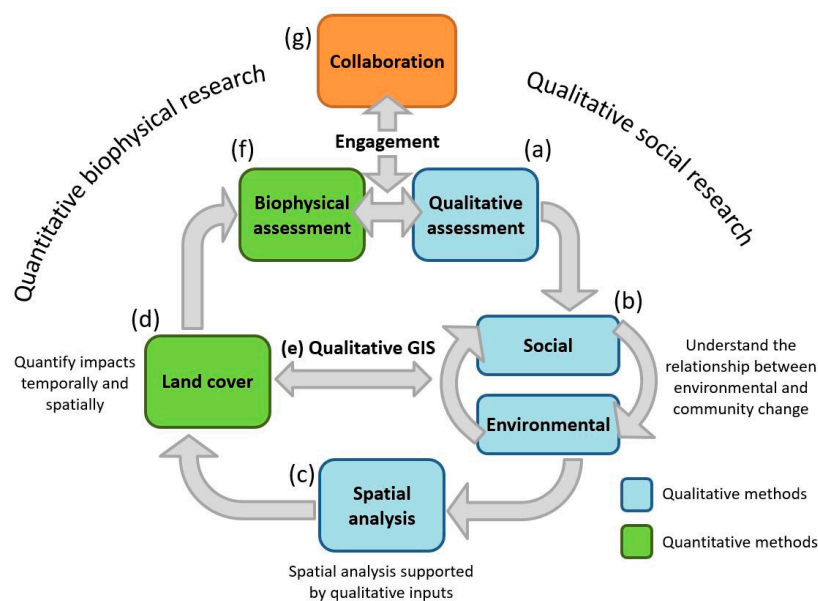 (g)
Collaboration
Quantitative biophysical research
Qualitative social research
Engagement
(f)
(a)
Biophysical
assessment
Qualitative
assessment
(b)
(d)
(e) Qualitative GIS
Social
Quantify impacts
temporally and
spatially
Land cover
Understand the
relationship between
environmental and
community change
Environmental
(c)
Spatial
analysis
Qualitative methods
Quantitative methods
Spatial analysis supported
by qualitative inputs